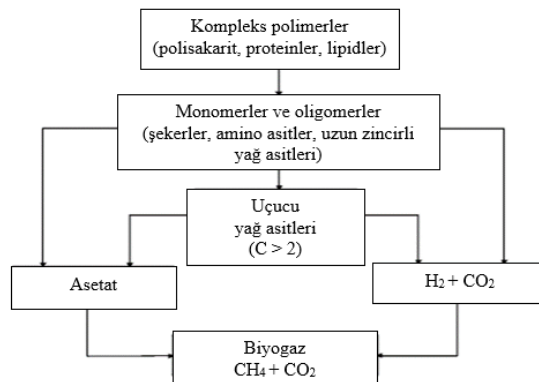 Kompleks polimerler
(polisakarit, proteinler, lipidler)
Monomerler ve oligomerler
(şekerler, amino asitler, uzun zincirli
yağ asitleri)
Uçucu
yağ asitleri
(C > 2)
Asetat
H₂ + CO₂
Biyogaz
CH₄ + CO₂